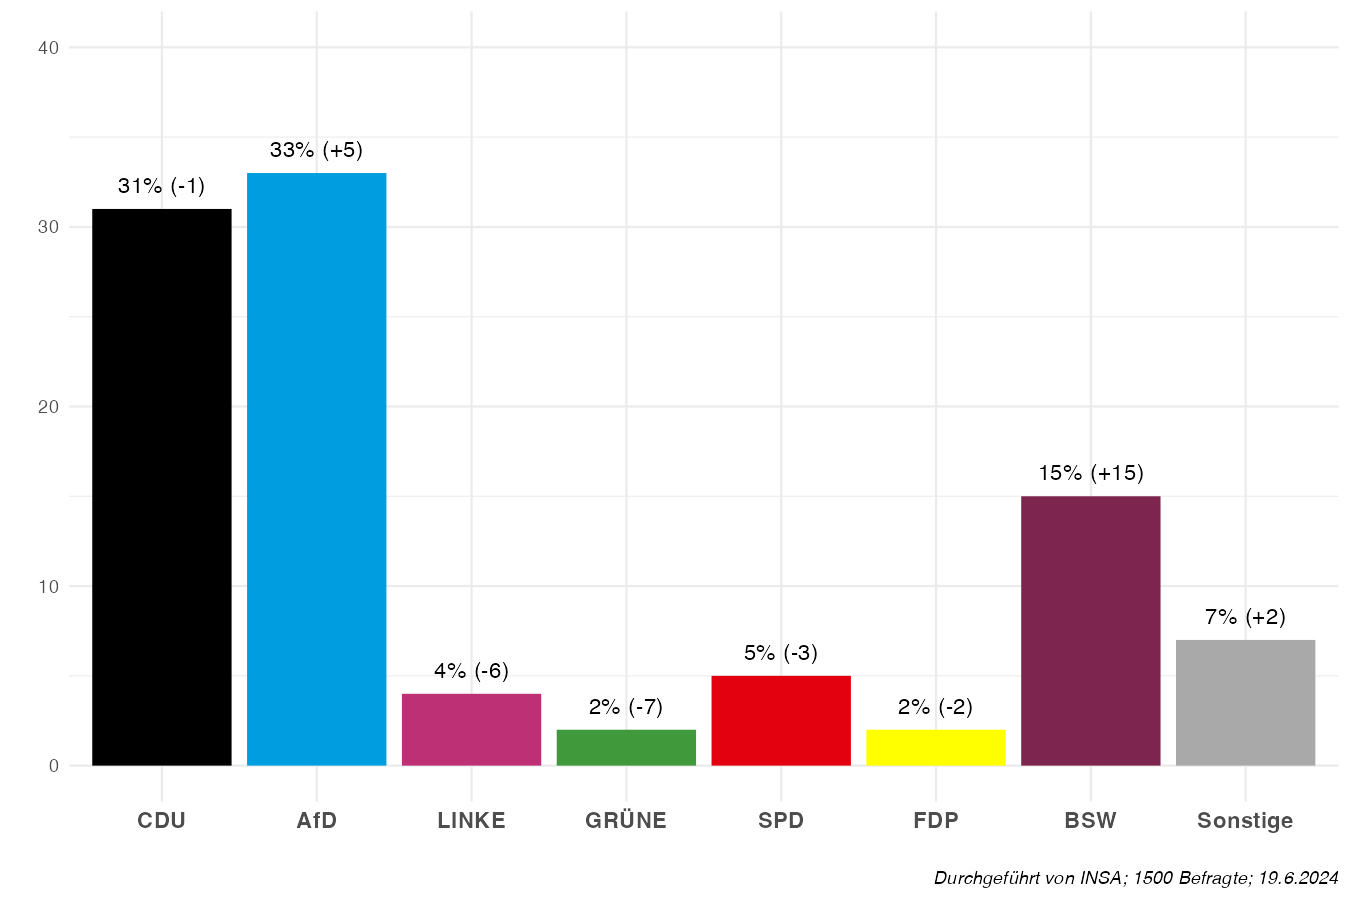 40
30
20
10
0
31% (-1)
33% (+5)
4% (-6)
2% (-7)
5% (-3)
2% (-2)
15% (+15)
7% (+2)
CDU
AfD
LINKE
GRÜNE
SPD
FDP
BSW
Sonstige
Durchgeführt von INSA; 1500 Befragte; 19.6.2024